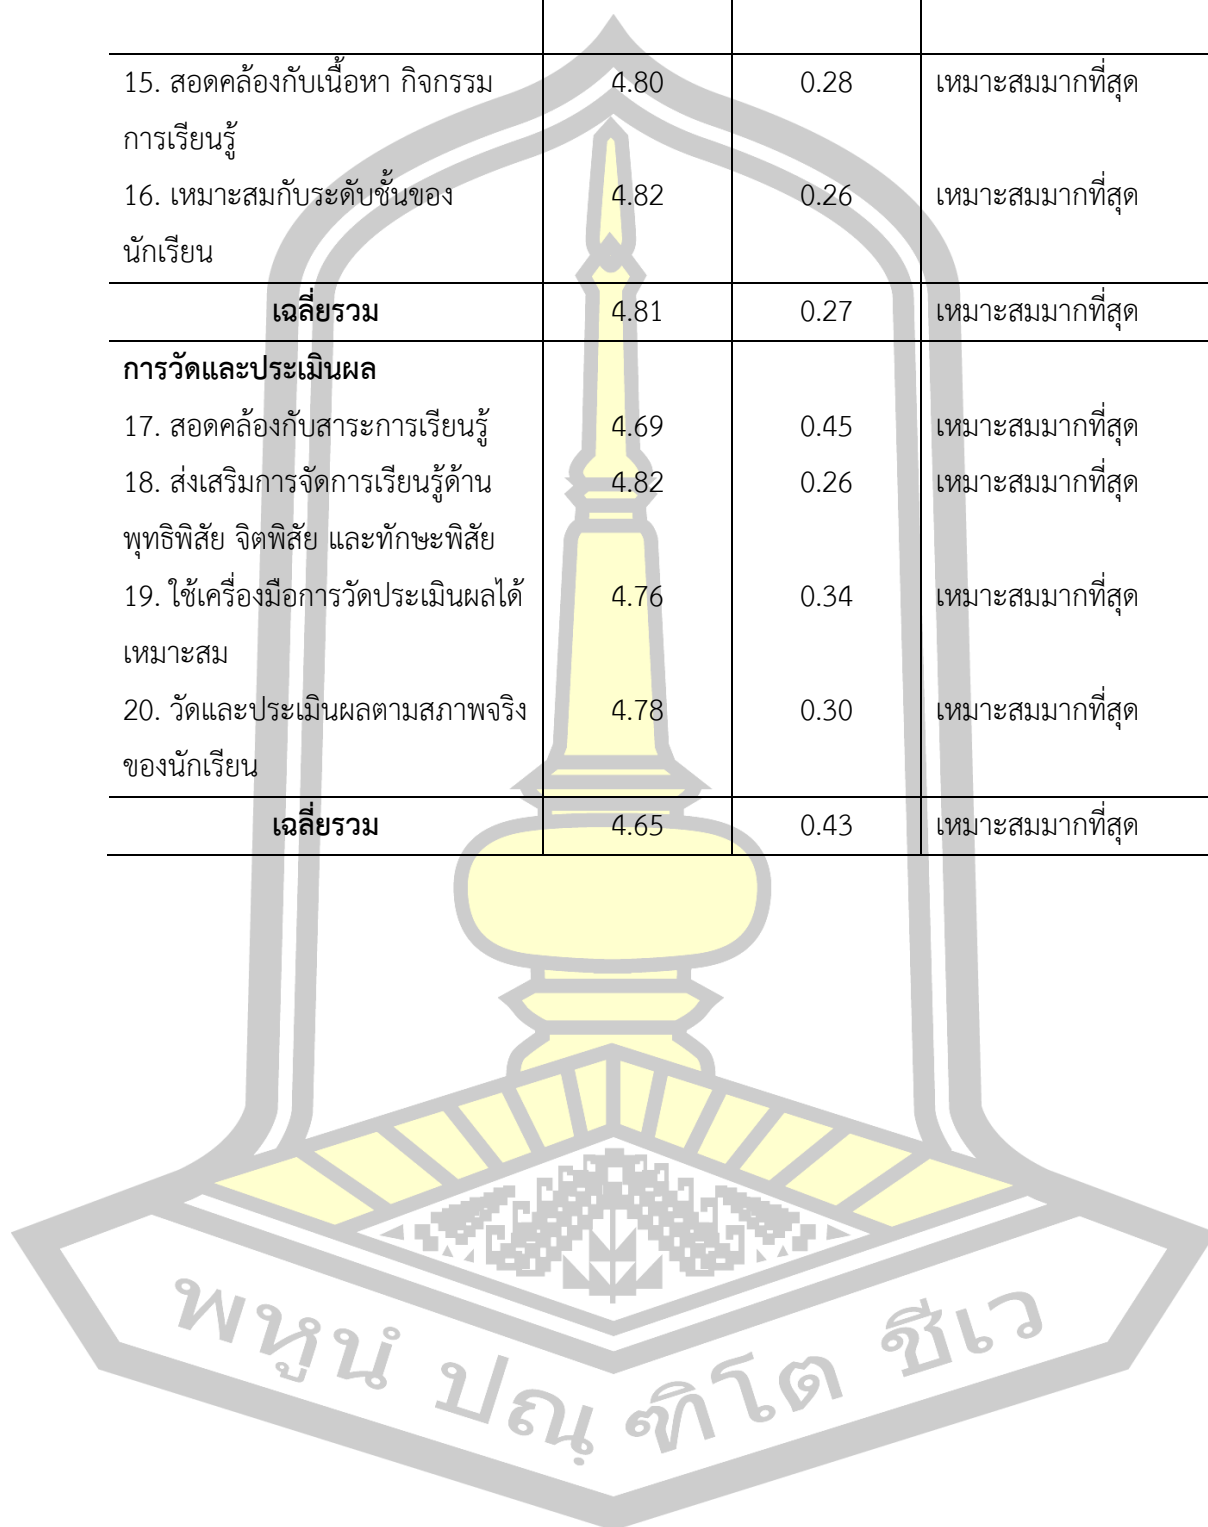 15. สอดคล้องกับเนื้อหา กิจกรรม 4.80 0.28 เหมาะสมมากที่สุด
การเรียนรู้
16. เหมาะสมกับระดับชั้นของ 4.82 0.26 เหมาะสมมากที่สุด
นักเรียน
เฉลี่ยรวม 4.81 0.27 เหมาะสมมากที่สุด
การวัดและประเมินผล
17. สอดคล้องกับสาระการเรียนรู้ 4.69 0.45 เหมาะสมมากที่สุด
18. ส่งเสริมการจัดการเรียนรู้ด้าน 4.82 0.26 เหมาะสมมากที่สุด
พุทธิพิสัย จิตพิสัย และทักษะพิสัย
19. ใช้เครื่องมือการวัดประเมินผลได้ 4.76 0.34 เหมาะสมมากที่สุด
เหมาะสม
20. วัดและประเมินผลตามสภาพจริง 4.78 0.30 เหมาะสมมากที่สุด
ของนักเรียน
เฉลี่ยรวม 4.65 0.43 เหมาะสมมากที่สุด
พหูนํ ปณฺฑิโต ชีเว